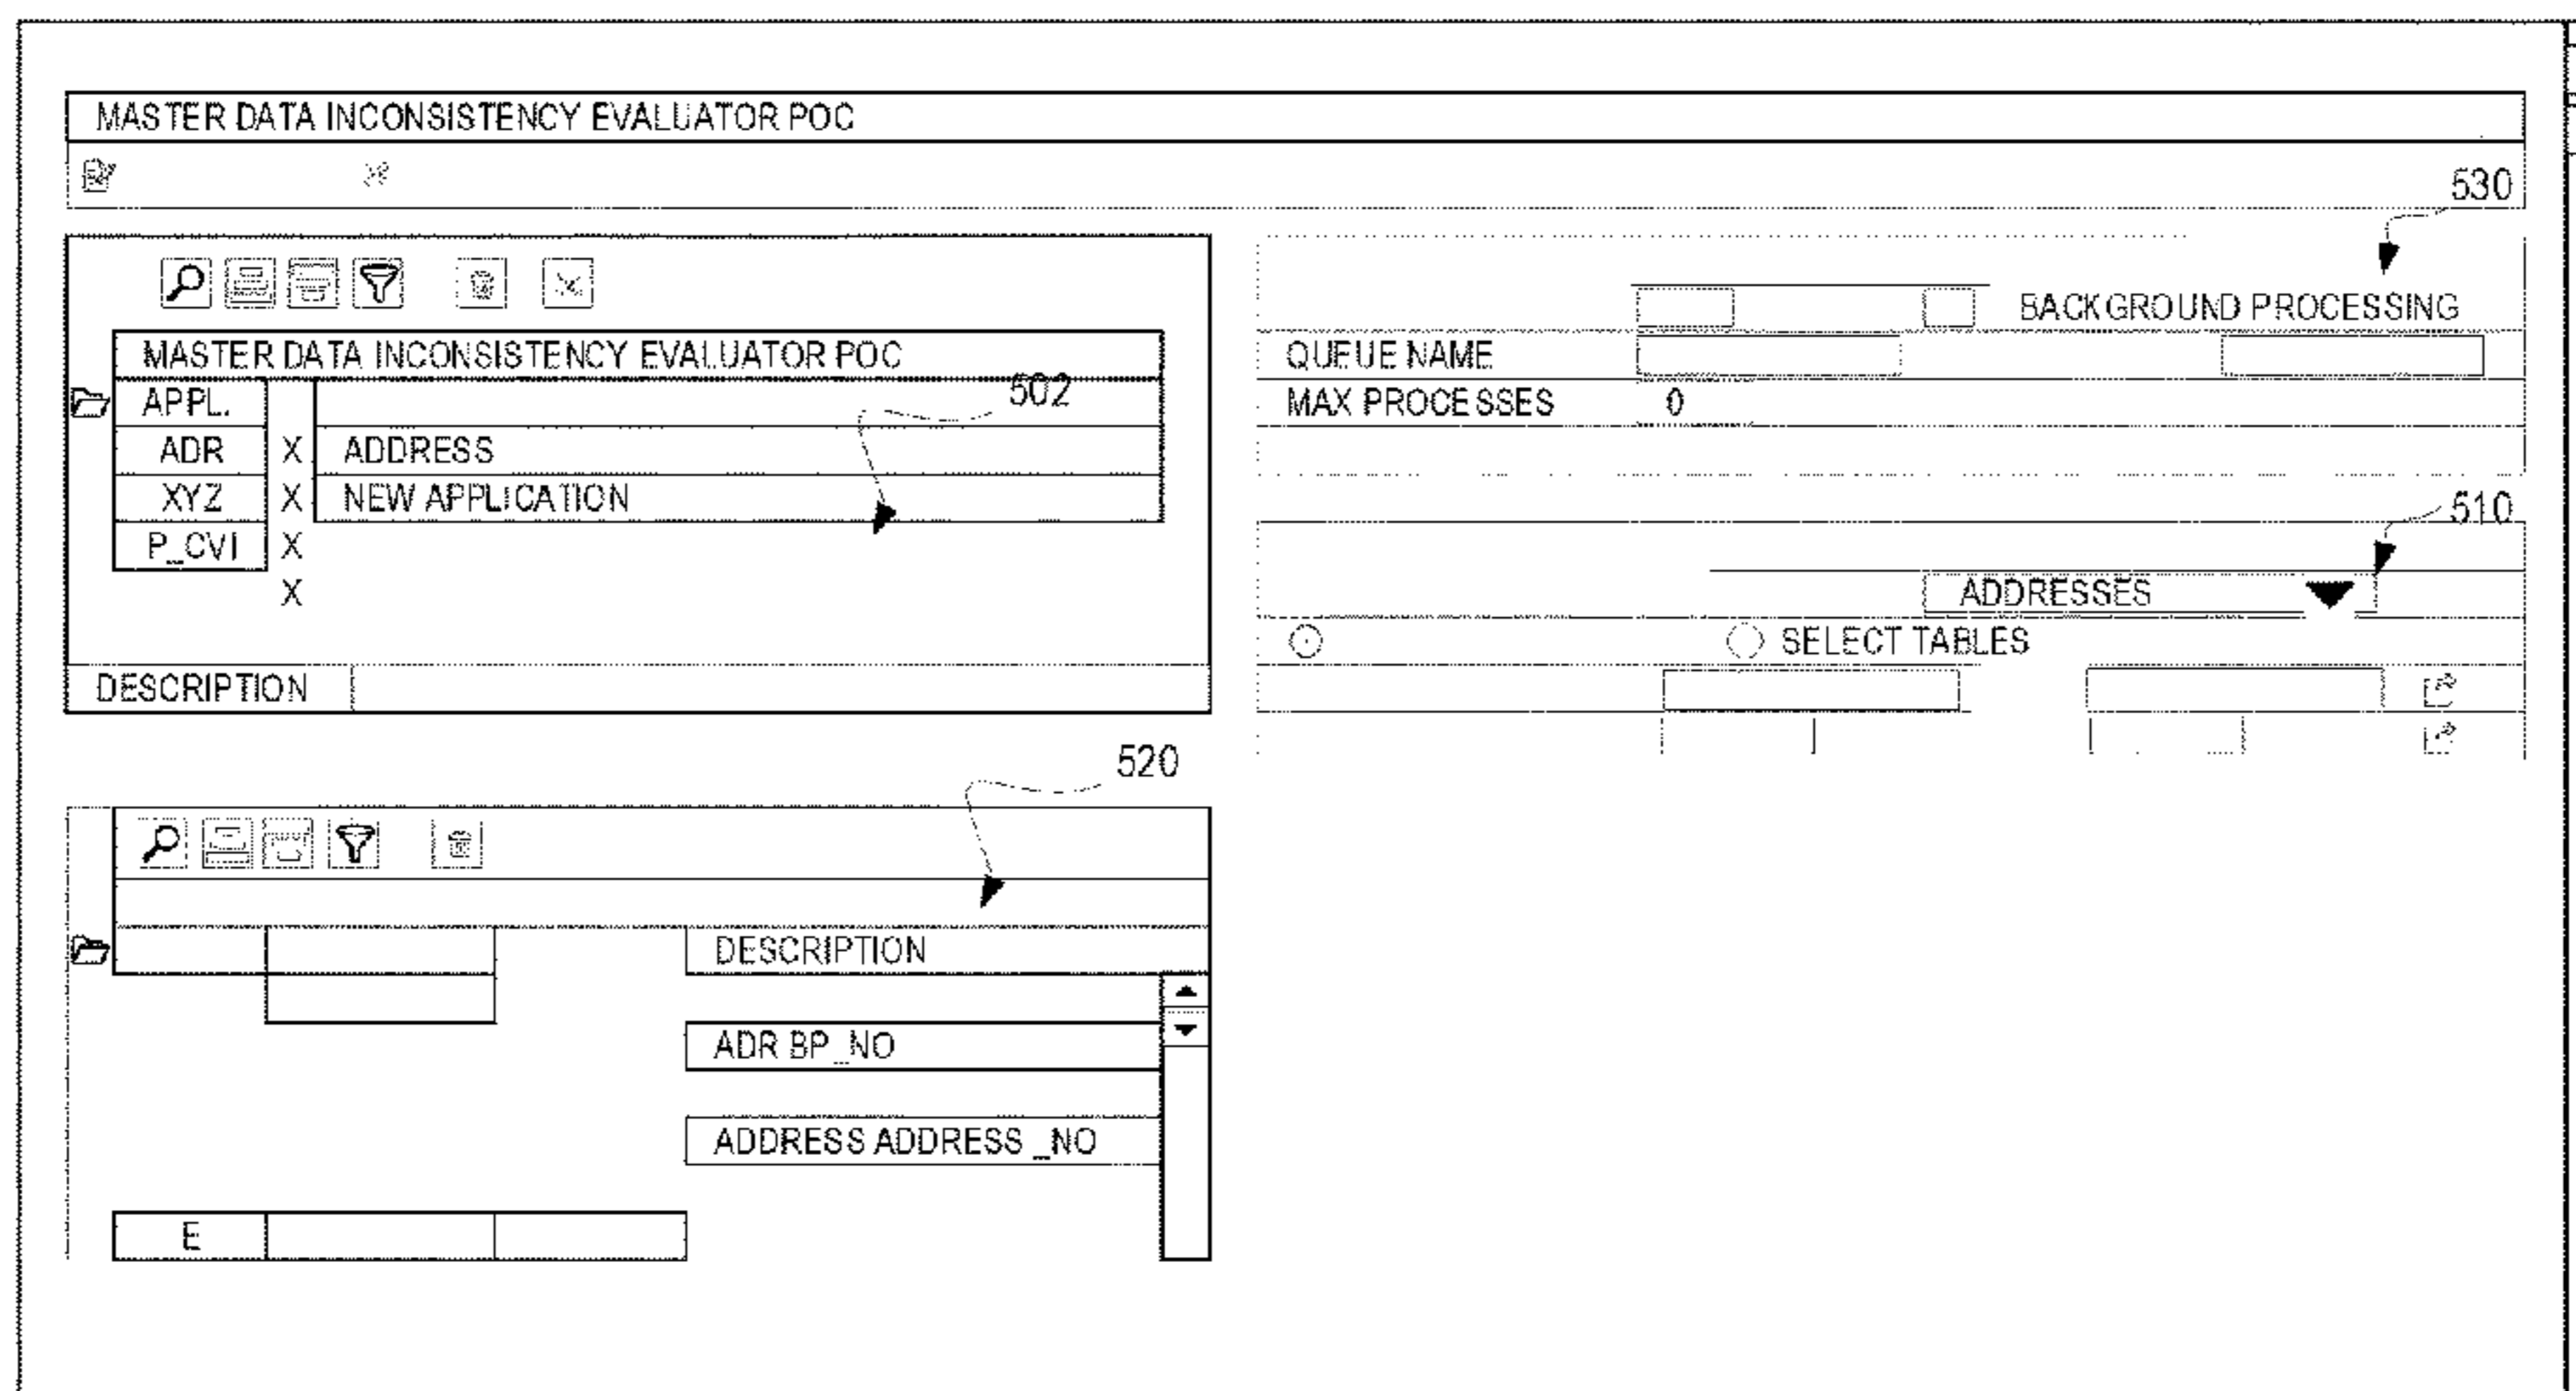 MASTER DATA INCONSISTENCY EVALUATOR POC
530
BACKGROUND PROCESSING
MASTER DATA INCONSISTENCY EVALUATOR POC
QUEUE NAME
APPL.
502
MAX PROCESSES 0
ADR X ADDRESS
XYZ X NEW APPLICATION
510
P_CVI X
X
ADDRESSES
SELECT TABLES
DESCRIPTION
520
DESCRIPTION
ADR BP_NO
ADDRESS ADDRESS _NO
E